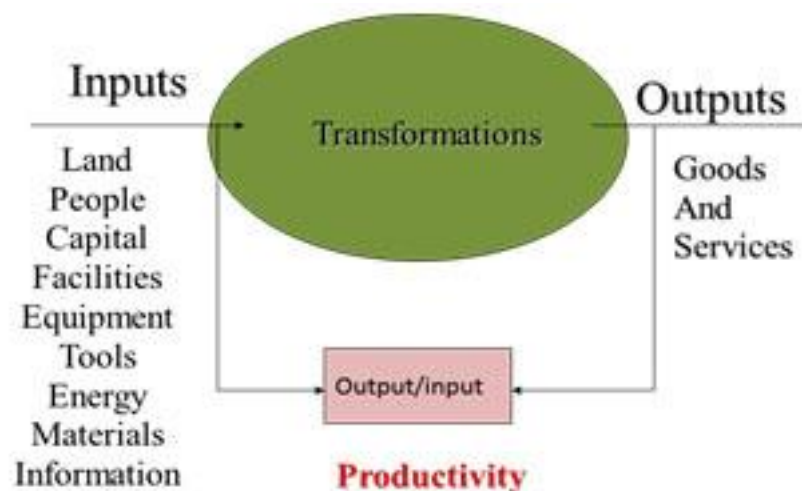 Inputs
Land
People
Capital
Facilities
Equipment
Tools
Energy
Materials
Information
Transformations
Outputs
Goods
And
Services
Output/input
Productivity